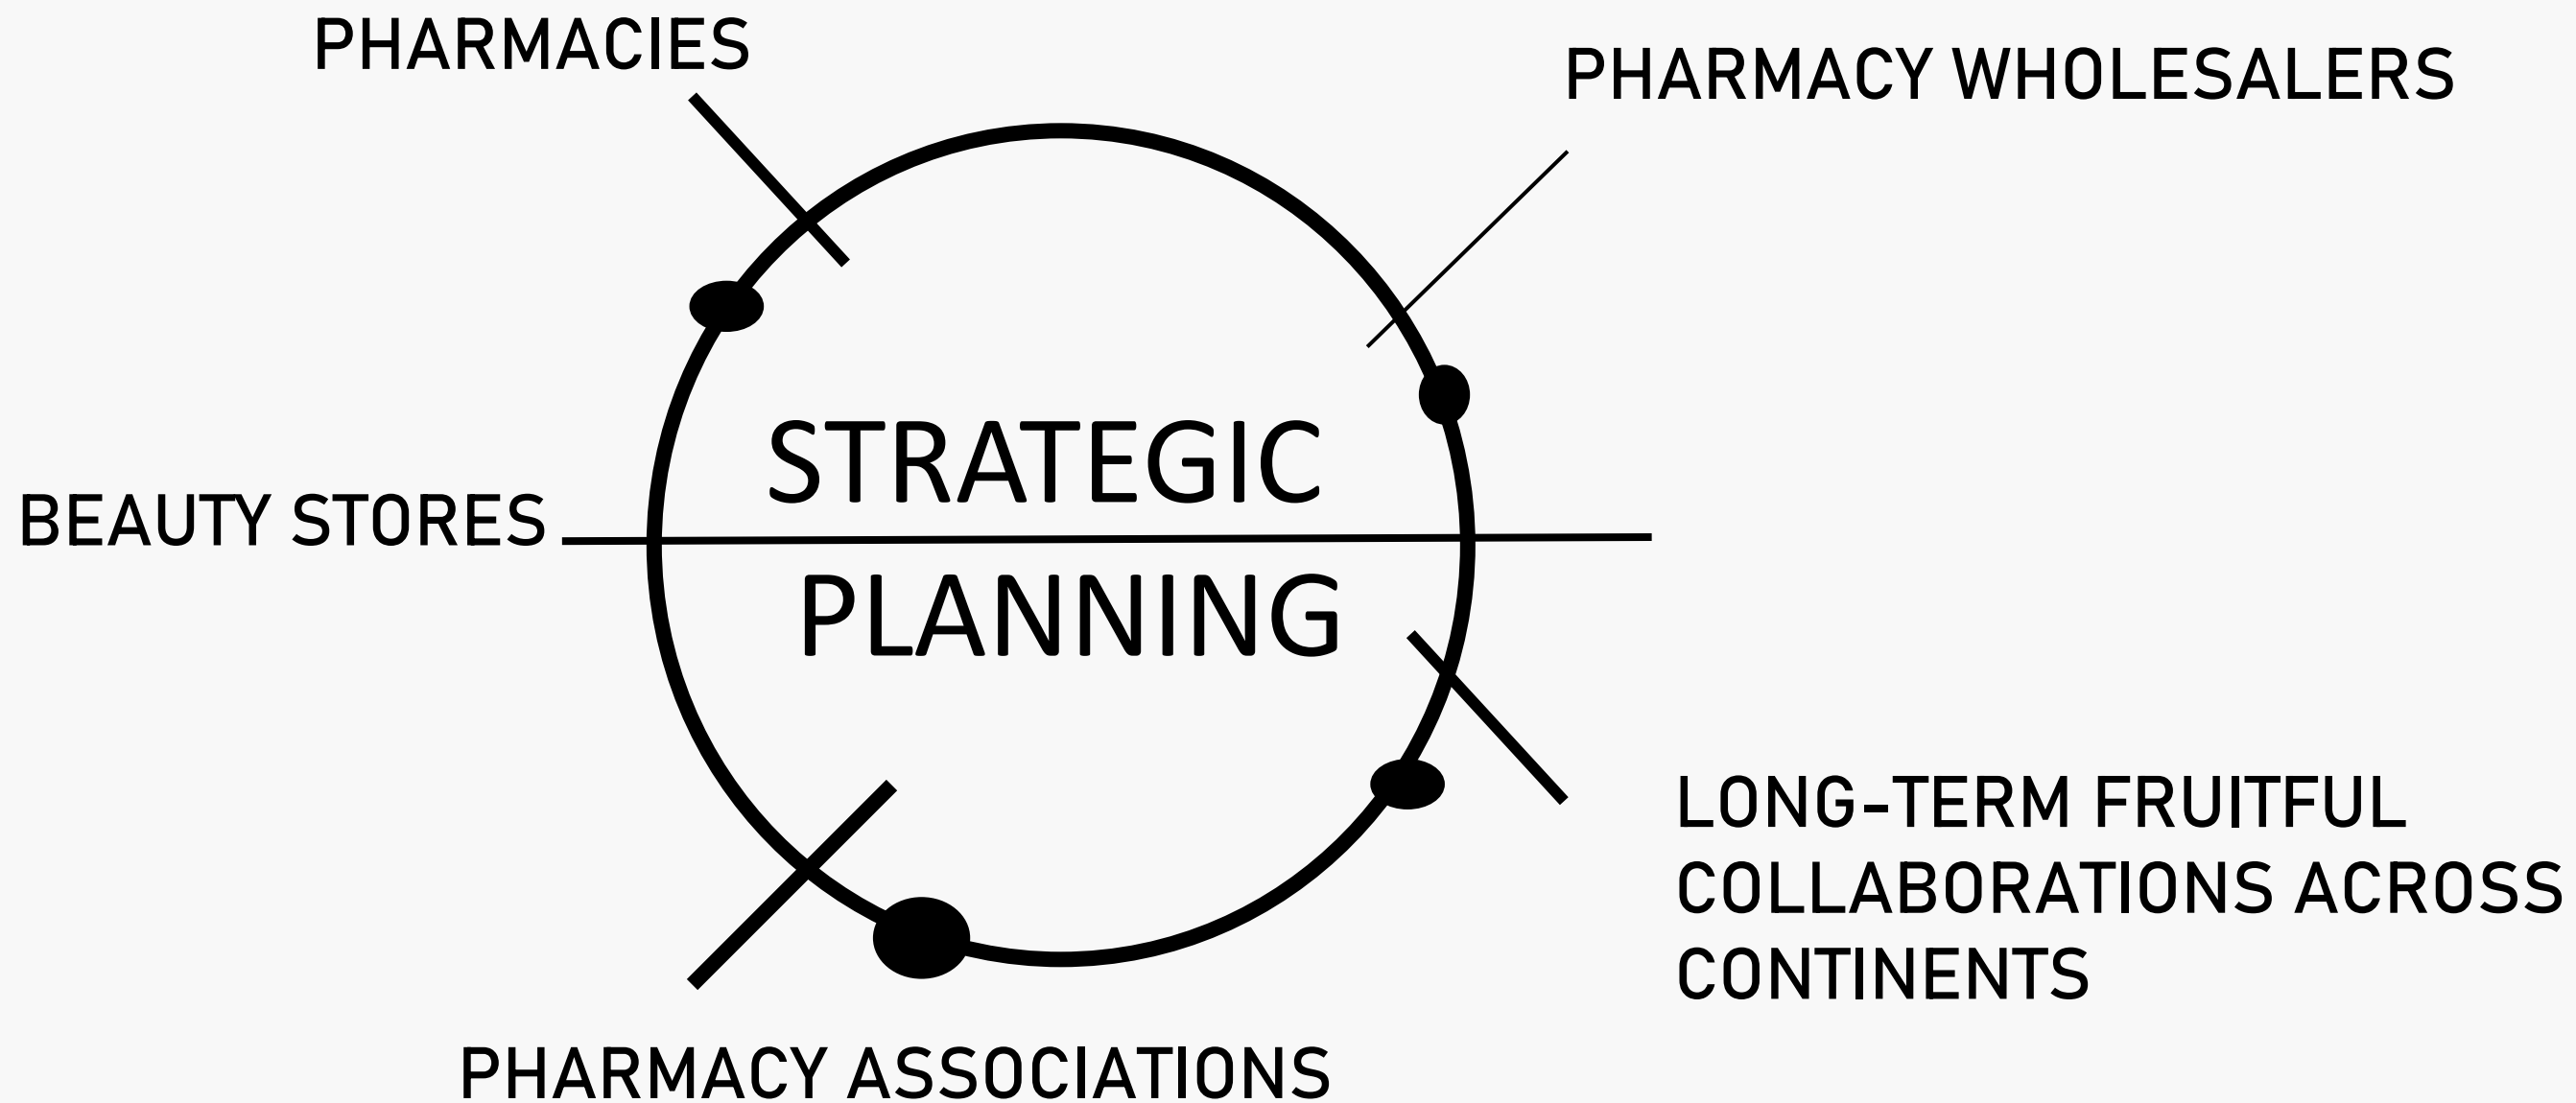 PHARMACIES
PHARMACY WHOLESALERS
BEAUTY STORES
STRATEGIC
PLANNING
LONG-TERM FRUITFUL
COLLABORATIONS ACROSS
CONTINENTS
PHARMACY ASSOCIATIONS